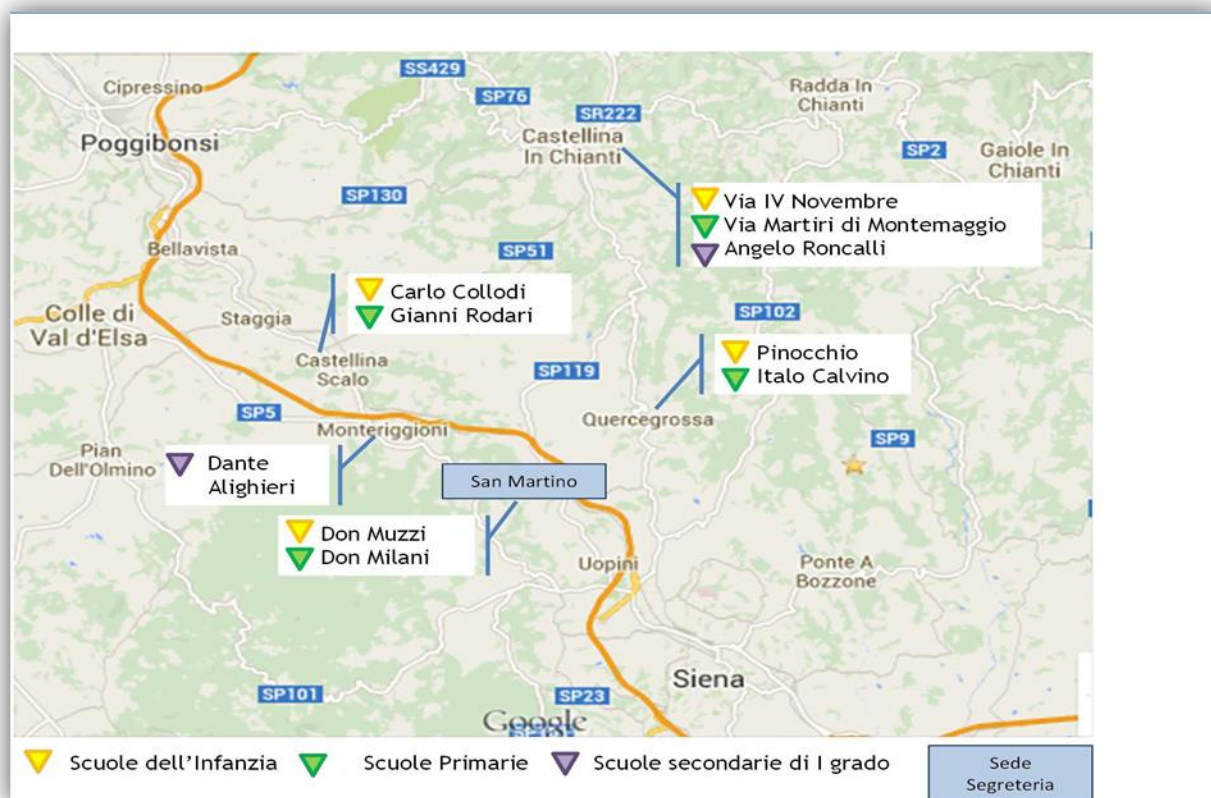 SS429
Cipressino
SP76
Radda In
Chianti
SR222
Poggibonsi
Castellina
In Chianti
SP2
Gaiole In
Chianti
SP130
Via IV Novembre
Via Martiri di Montemaggio
Angelo Roncalli
Bellavista
SP51
Carlo Collodi
Gianni Rodari
Colle di
Val d'Elsa
Staggia
SP102
Castellina
Scalo
Pinocchio
Italo Calvino
SP119
SP5
Monteriggioni
Quercegrossa
SP9
Pian
Dell'Olmino
Dante
Alighieri
San Martino
Don Muzzi
Don Milani
Uopini
Ponte A
Bozzone
Siena
SP101
SP23
Google
Scuole dell’Infanzia
Scuole Primarie
Scuole secondarie di I grado
Sede
Segreteria